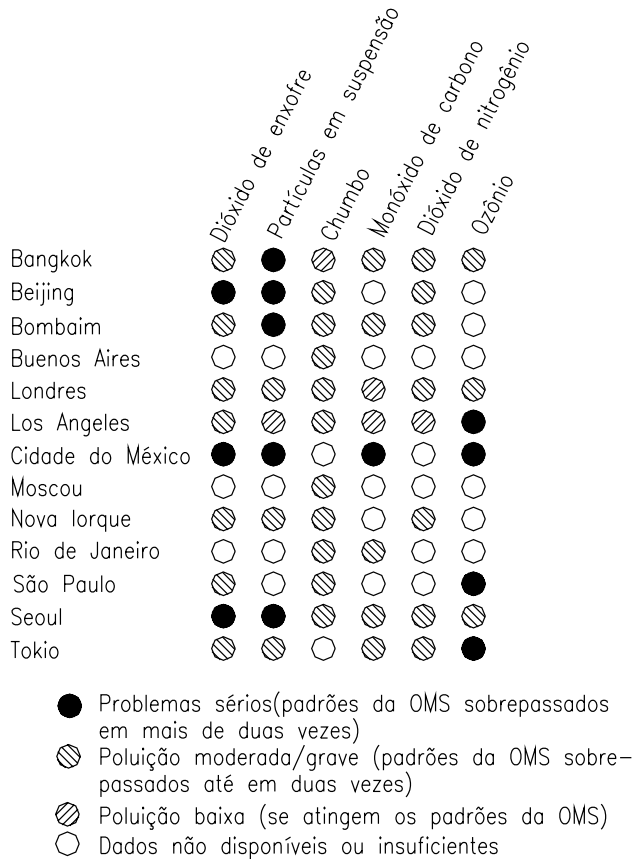 Dióxido de enxofre
Partículas em suspensão
Chumbo
Monóxido de carbono
Dióxido de nitrogênio
Ozônio
Bangkok
Beijing
Bombaim
Buenos Aires
Londres
Los Angeles
Cidade do México
Moscou
Nova Iorque
Rio de Janeiro
São Paulo
Seoul
Tokio
Problemas sérios(padrões da OMS sobrepassados
em mais de duas vezes)
Poluição moderada/grave (padrões da OMS sobre-
passados até em duas vezes)
Poluição baixa (se atingem os padrões da OMS)
Dados não disponíveis ou insuficientes